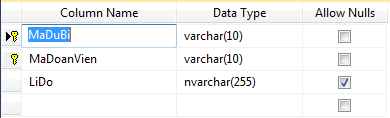 Column Name Data Type Allow Nulls
MaDuBi varchar(10)
MaDoanVien varchar(10)
LiDo nvarchar(255)